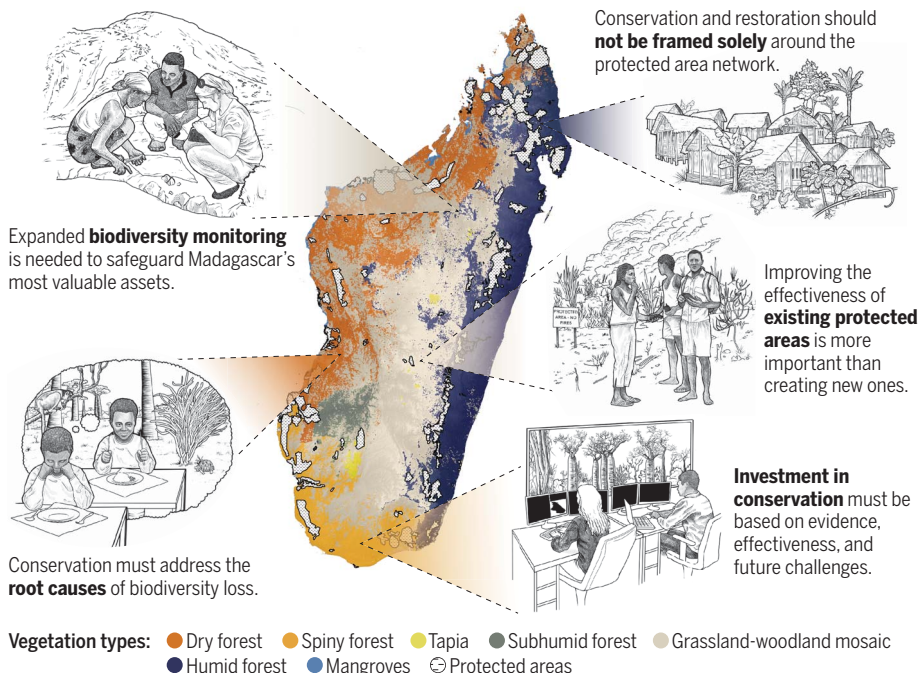 Conservation and restoration should
not be framed solely around the
protected area network.
Expanded biodiversity monitoring
is needed to safeguard Madagascar's
most valuable assets.
PROTECTED
AREA - NO
FIRES
Improving the
effectiveness of
existing protected
areas is more
important than
creating new ones.
Conservation must address the
root causes of biodiversity loss.
Investment in
conservation must be
based on evidence,
effectiveness, and
future challenges.
Vegetation types: Dry forest Spiny forest Tapia Subhumid forest Grassland-woodland mosaic
Humid forest Mangroves Protected areas